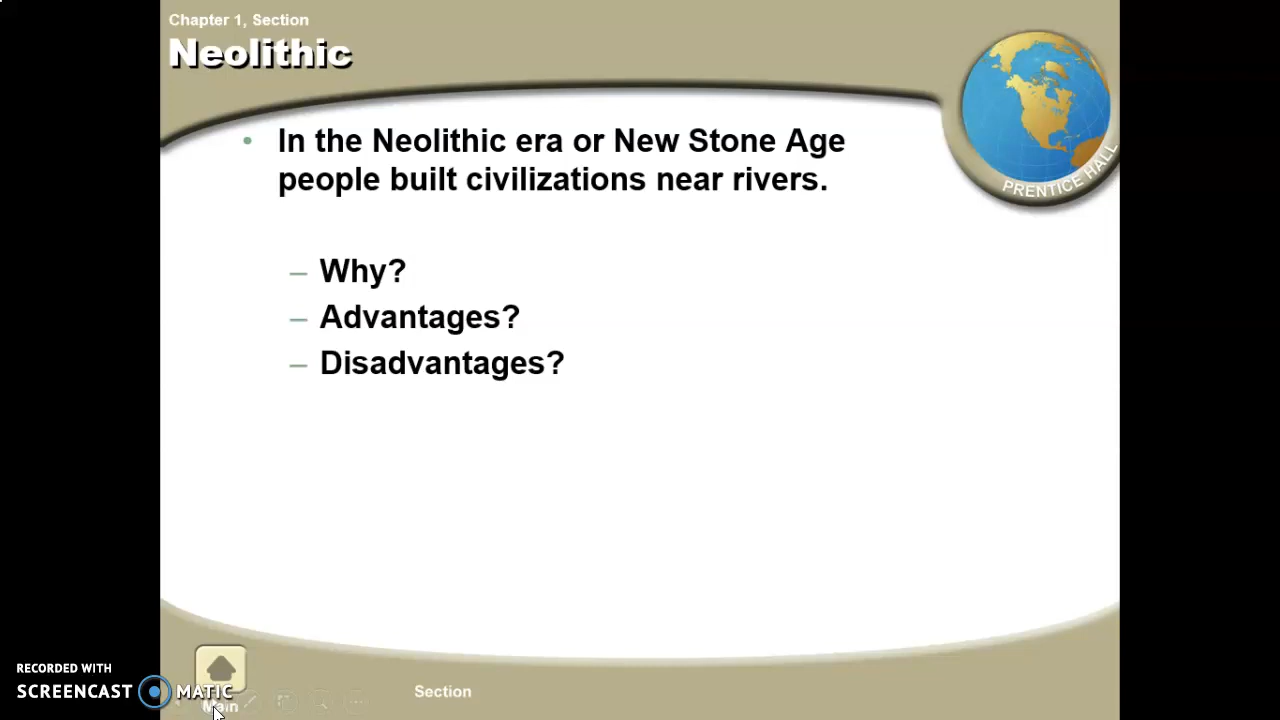 Chapter 1, Section
Neolithic
PRENTICE HALL
• In the Neolithic era or New Stone Age
people built civilizations near rivers.
– Why?
– Advantages?
– Disadvantages?
RECORDED WITH
SCREENCAST MATIC
Main
Section